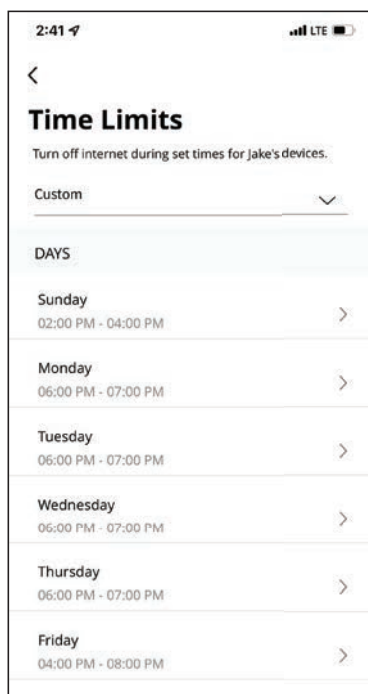 2:41 LTE
Time Limits
Turn off internet during set times for Jake's devices.
Custom
DAYS
Sunday
02:00 PM - 04:00 PM
Monday
06:00 PM - 07:00 PM
Tuesday
06:00 PM - 07:00 PM
Wednesday
06:00 PM - 07:00 PM
Thursday
06:00 PM - 07:00 PM
Friday
04:00 PM - 08:00 PM